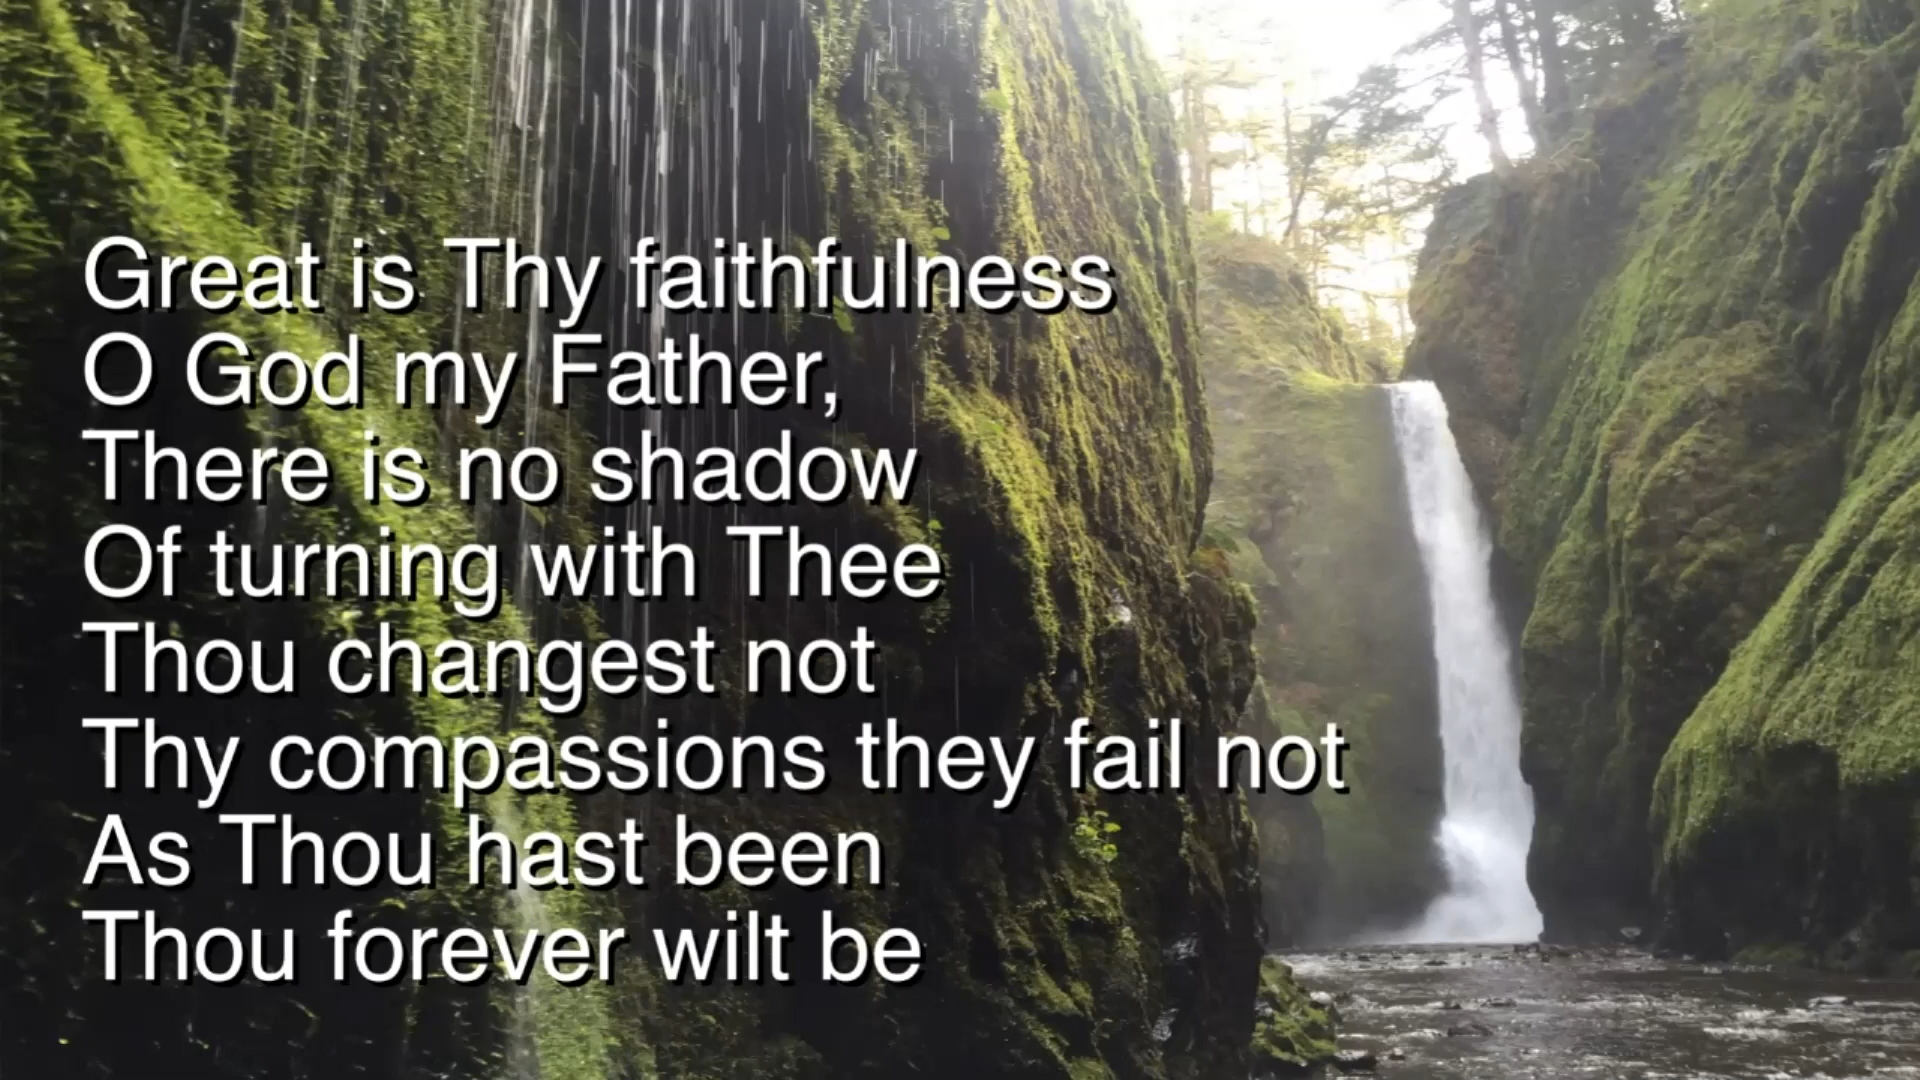 Great is Thy faithfulness
O God my Father,
There is no shadow
Of turning with Thee
Thou changest not
Thy compassions they fail not
As Thou hast been
Thou forever wilt be